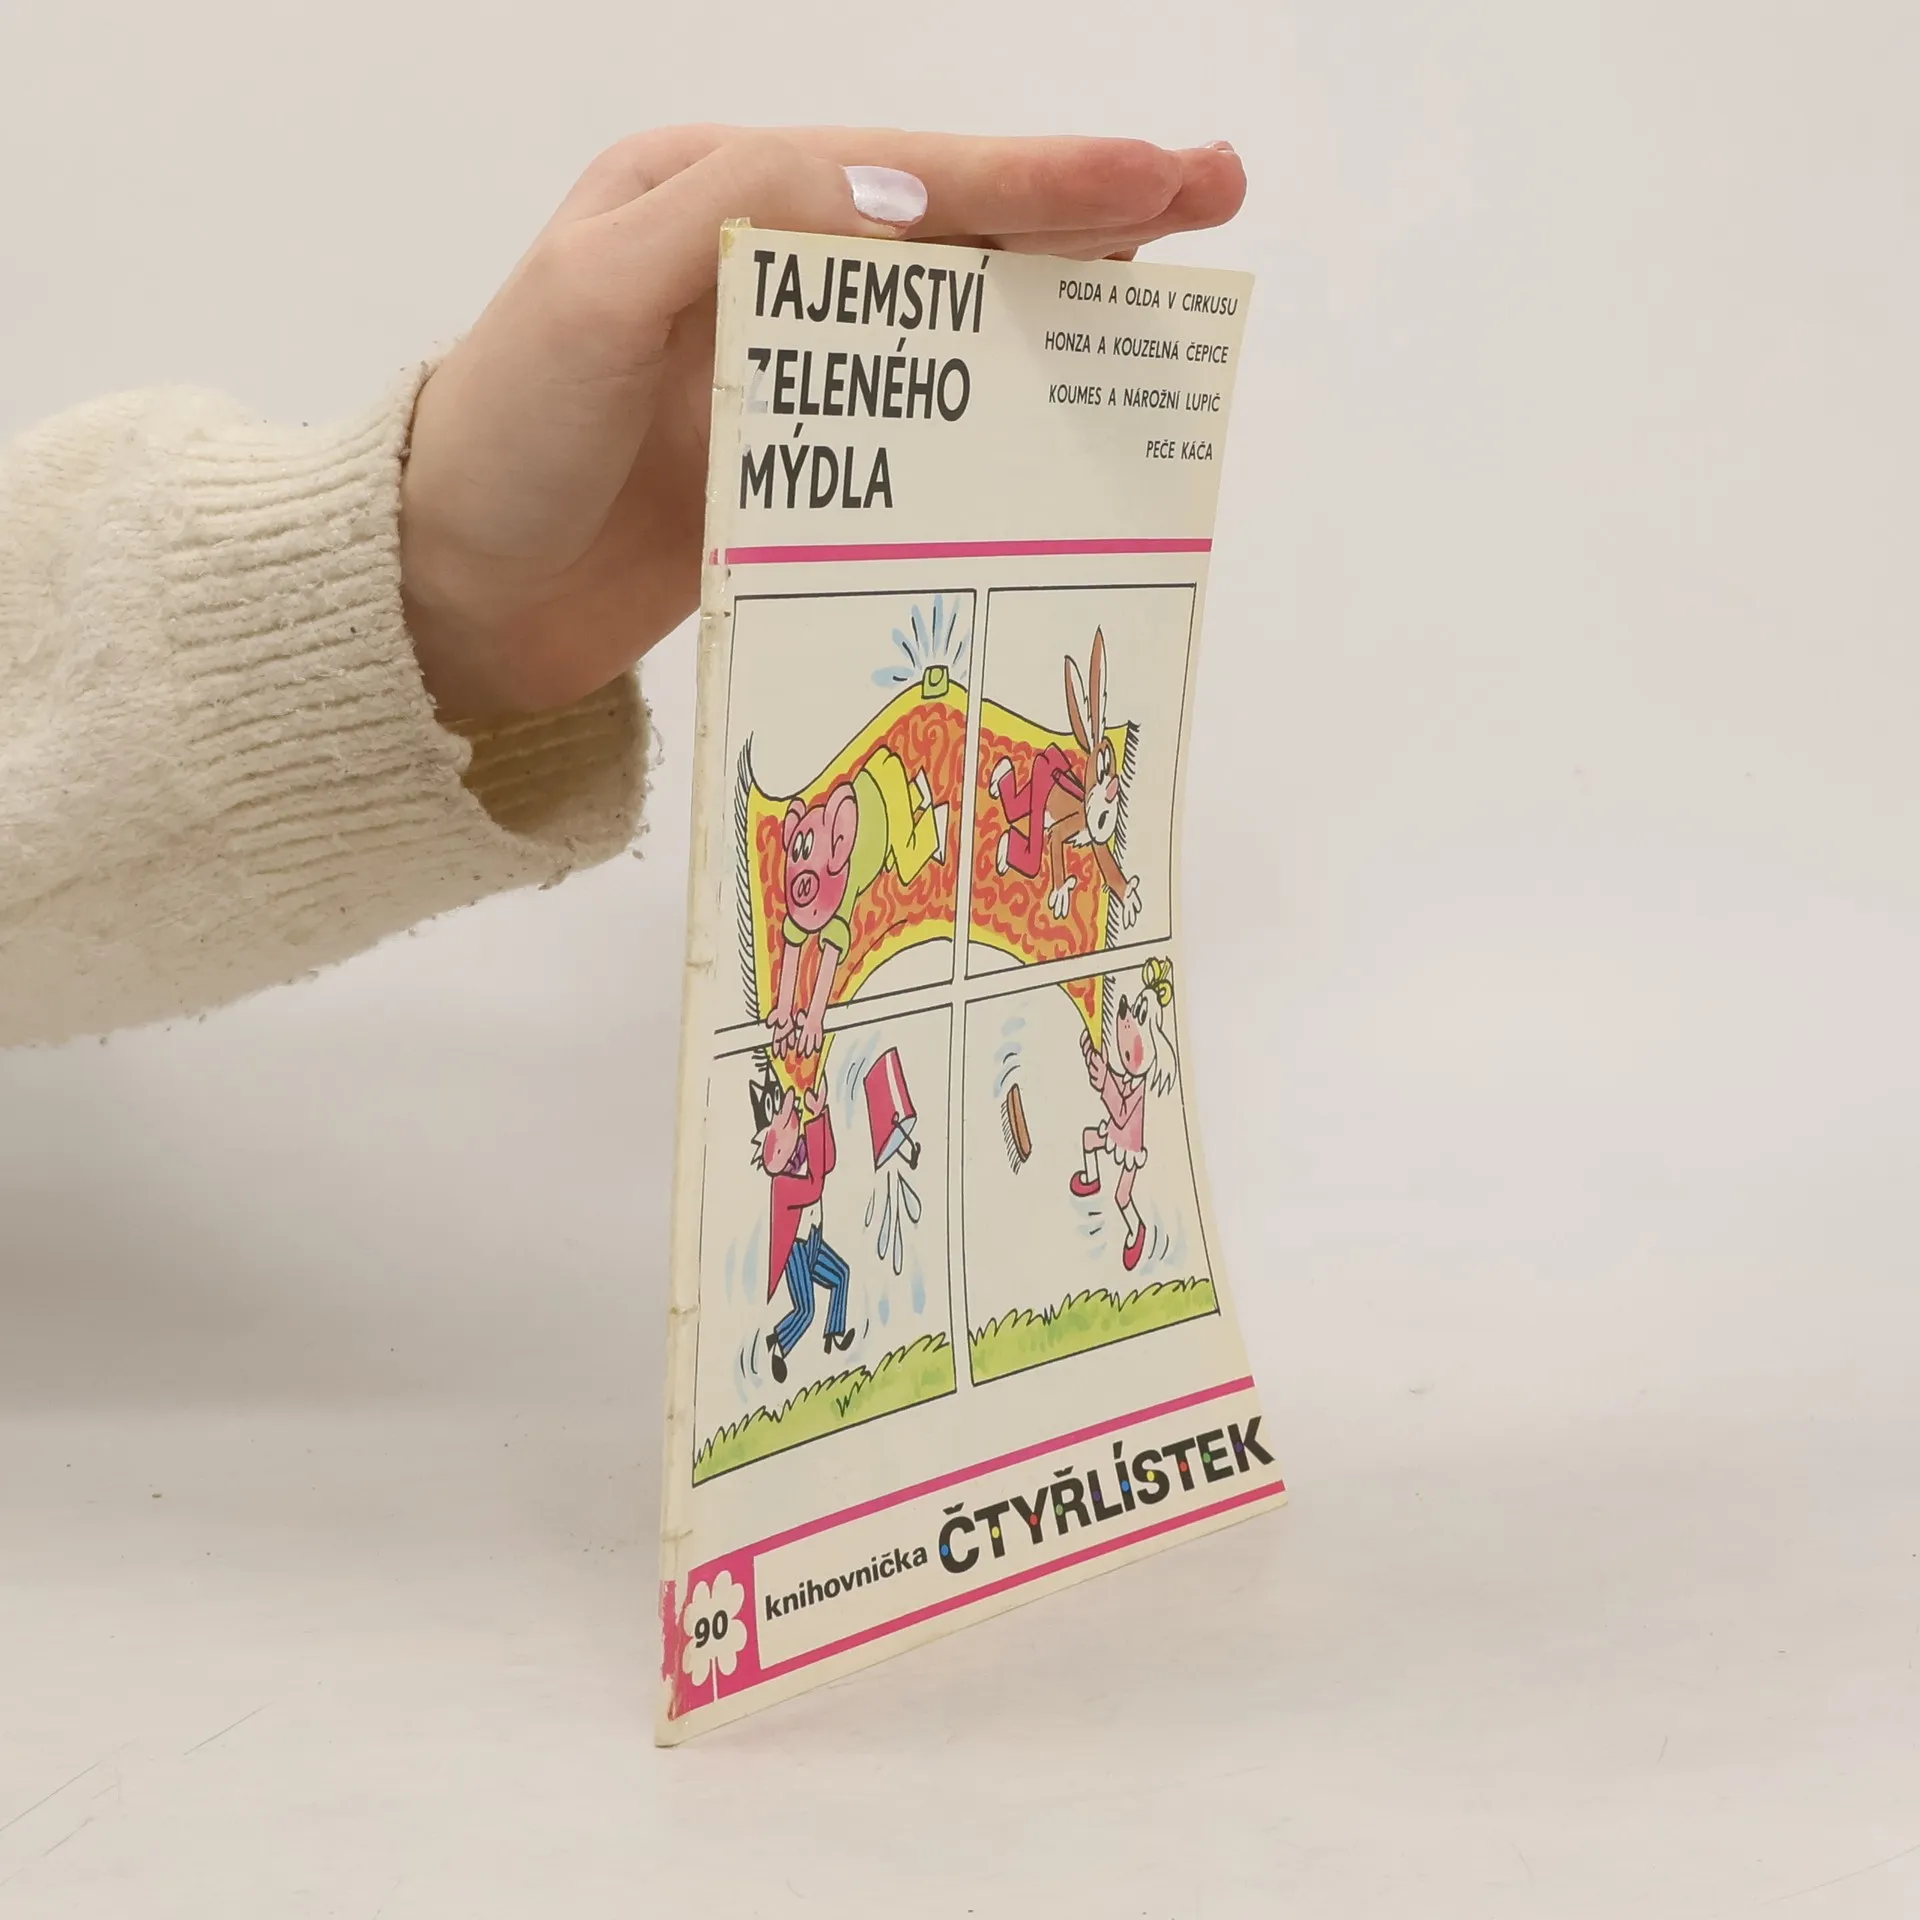 TAJEMSTVÍ
ZELENÉHO
MÝDLA
POLDA A OLDA V CIRKUSU
HONZA A KOUZELNÁ ČEPICE
KOUMES A NÁROŽNÍ LUPIČ
PEČE KÁČA
90
knihovnička ČTYŘLÍSTEK